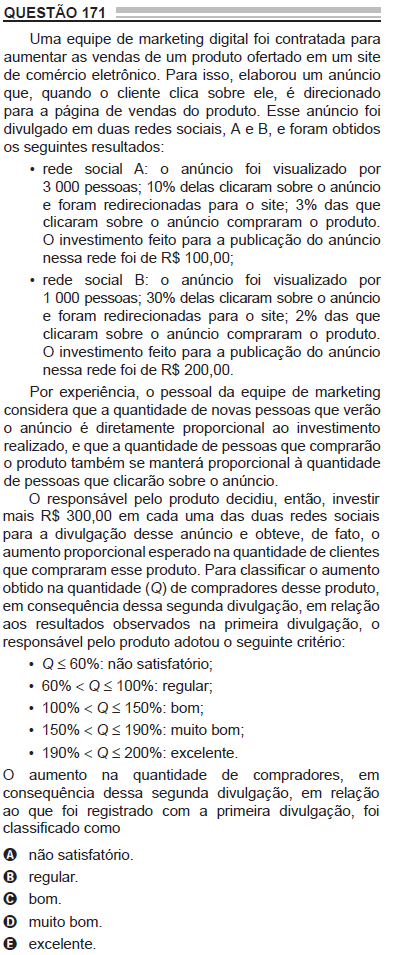 QUESTÃO 171
Uma equipe de marketing digital foi contratada para
aumentar as vendas de um produto ofertado em um site
de comércio eletrônico. Para isso, elaborou um anúncio
que, quando o cliente clica sobre ele, é direcionado
para a página de vendas do produto. Esse anúncio foi
divulgado em duas redes sociais, A e B, e foram obtidos
os seguintes resultados:
• rede social A: o anúncio foi visualizado por
3 000 pessoas; 10% delas clicaram sobre o anúncio
e foram redirecionadas para o site; 3% das que
clicaram sobre o anúncio compraram o produto.
O investimento feito para a publicação do anúncio
nessa rede foi de R$ 100,00;
• rede social B: o anúncio foi visualizado por
1 000 pessoas; 30% delas clicaram sobre o anúncio
e foram redirecionadas para o site; 2% das que
clicaram sobre o anúncio compraram o produto.
O investimento feito para a publicação do anúncio
nessa rede foi de R$ 200,00.
Por experiência, o pessoal da equipe de marketing
considera que a quantidade de novas pessoas que verão
o anúncio é diretamente proporcional ao investimento
realizado, e que a quantidade de pessoas que comprarão
o produto também se manterá proporcional à quantidade
de pessoas que clicarão sobre o anúncio.
O responsável pelo produto decidiu, então, investir
mais R$ 300,00 em cada uma das duas redes sociais
para a divulgação desse anúncio e obteve, de fato, o
aumento proporcional esperado na quantidade de clientes
que compraram esse produto. Para classificar o aumento
obtido na quantidade (Q) de compradores desse produto,
em consequência dessa segunda divulgação, em relação
aos resultados observados na primeira divulgação, o
responsável pelo produto adotou o seguinte critério:
• Q ≤ 60%: não satisfatório;
• 60% < Q ≤ 100%: regular;
• 100% < Q ≤ 150%: bom;
• 150% < Q ≤ 190%: muito bom;
• 190% < Q ≤ 200%: excelente.
O aumento na quantidade de compradores, em
consequência dessa segunda divulgação, em relação
ao que foi registrado com a primeira divulgação, foi
classificado como
A não satisfatório.
B regular.
C bom.
D muito bom.
E excelente.